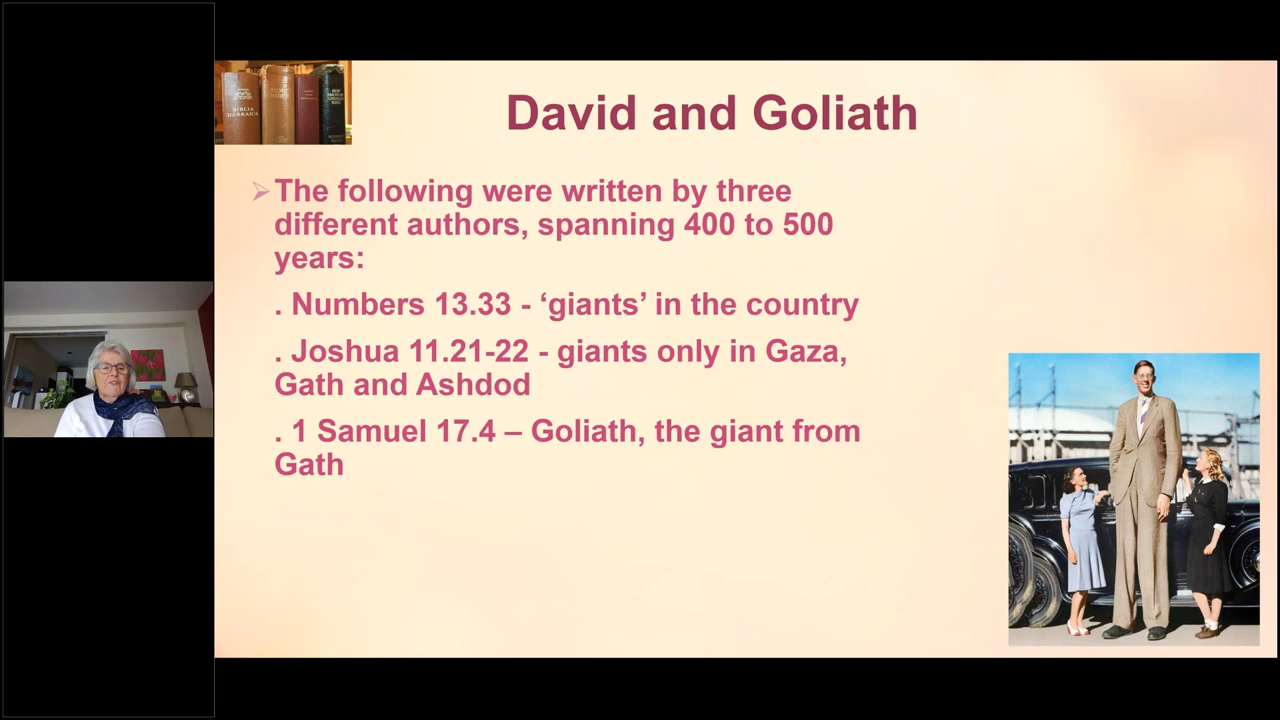 BIBLIA
HEBRAICA
David and Goliath
The following were written by three
different authors, spanning 400 to 500
years:
. Numbers 13.33 - ‘giants’ in the country
. Joshua 11.21-22 - giants only in Gaza,
Gath and Ashdod
. 1 Samuel 17.4 – Goliath, the giant from
Gath